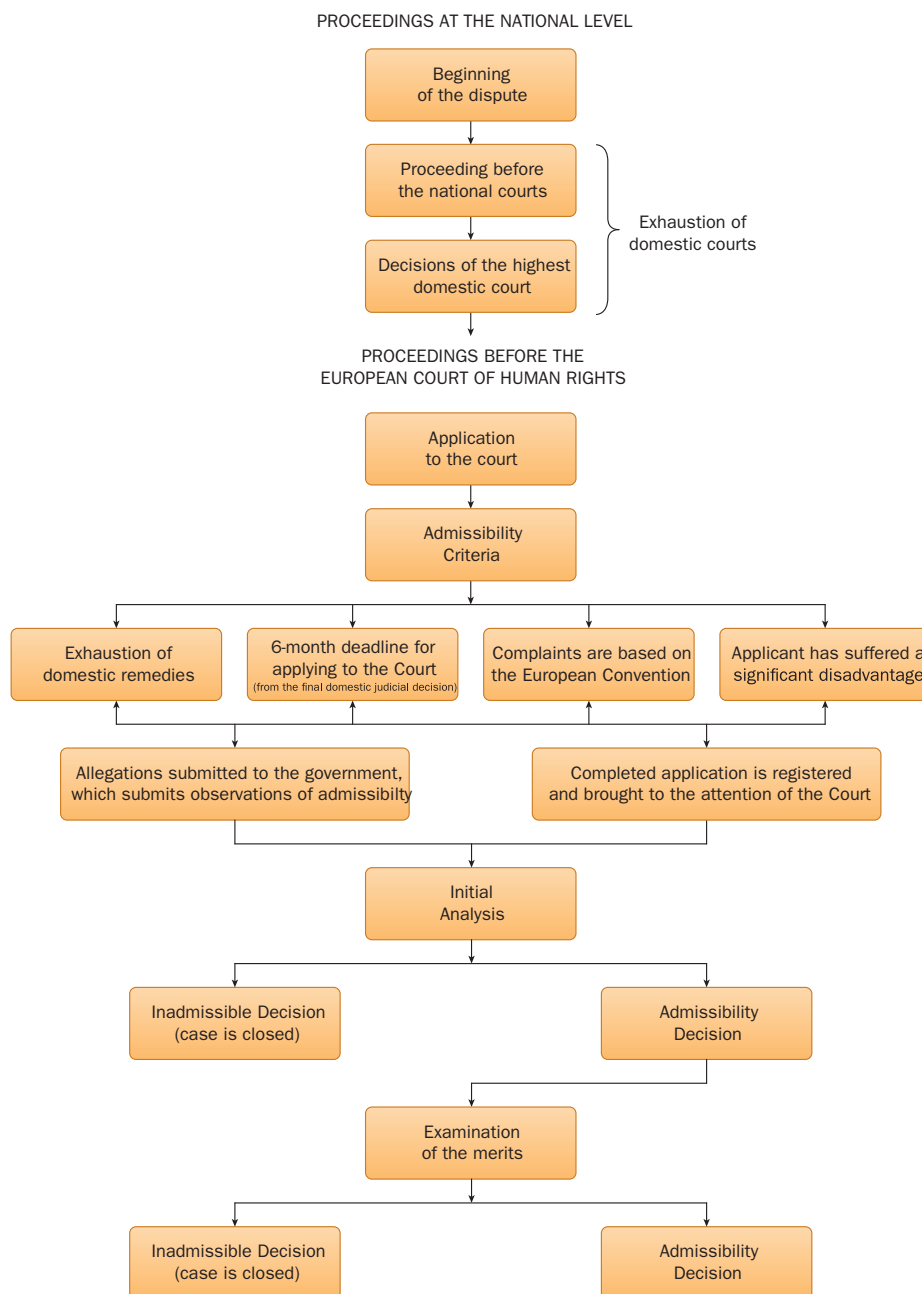 PROCEEDINGS AT THE NATIONAL LEVEL
Beginning
of the dispute
Proceeding before
the national courts
Exhaustion of
domestic courts
Decisions of the highest
domestic court
PROCEEDINGS BEFORE THE
EUROPEAN COURT OF HUMAN RIGHTS
Application
to the court
Admissibility
Criteria
Exhaustion of
domestic remedies
6-month deadline for
applying to the Court
(from the final domestic judicial decision)
Complaints are based on
the European Convention
Applicant has suffered a
significant disadvantage
Allegations submitted to the government,
which submits observations of admissibilty
Completed application is registered
and brought to the attention of the Court
Initial
Analysis
Inadmissible Decision
(case is closed)
Admissibility
Decision
Examination
of the merits
Inadmissible Decision
(case is closed)
Admissibility
Decision